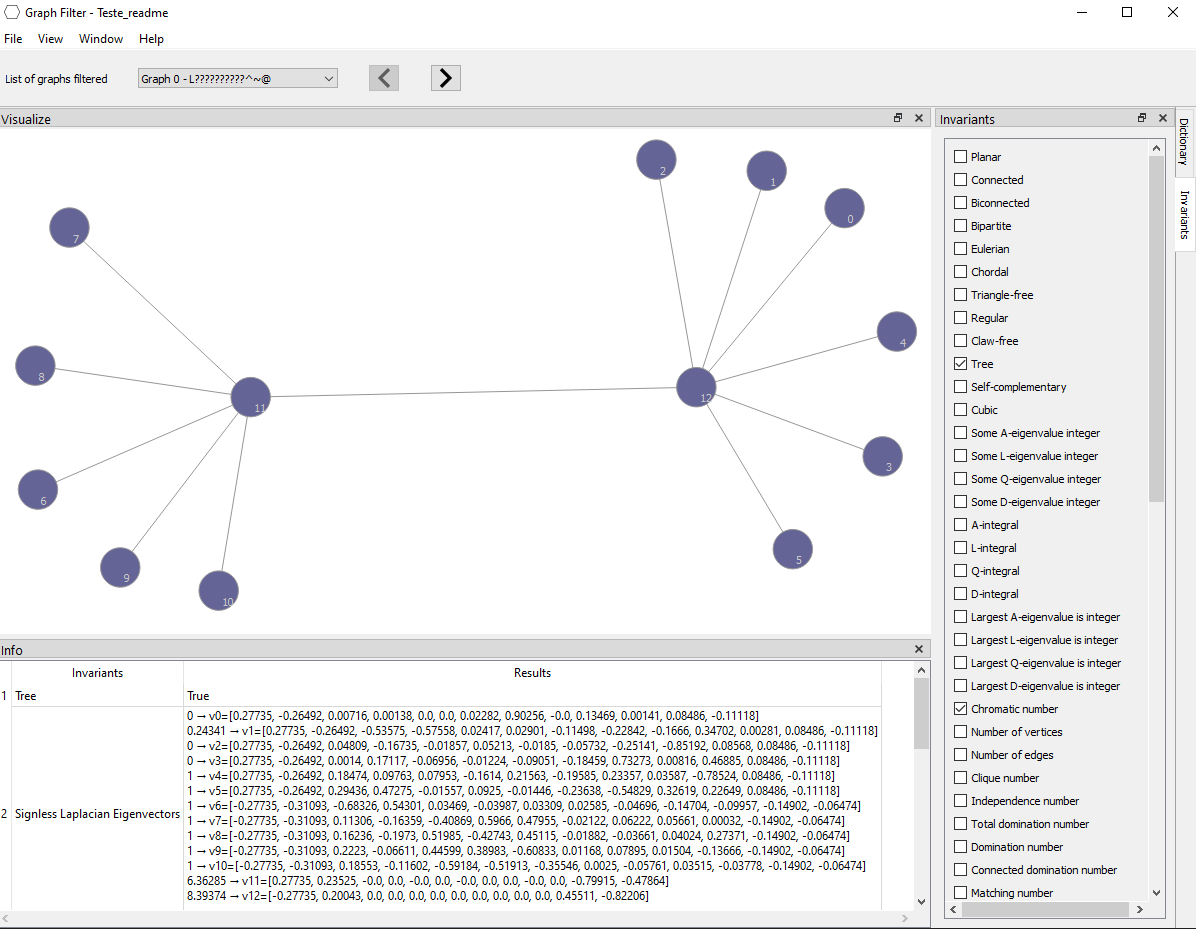 Graph Filter - Teste_readme
File View Window Help
List of graphs filtered
Graph 0 - L??????????^~@
Visualize
2
1
0
7
4
8
12
11
3
6
5
9
10
Info
Invariants Results
1 Tree True
2 Signless Laplacian Eigenvectors
0 → v0=[0.27735, -0.26492, 0.00716, 0.00138, 0.0, 0.0, 0.02282, 0.90256, -0.0, 0.13469, 0.00141, 0.08486, -0.11118]
0.24341 → v1=[0.27735, -0.26492, -0.53575, -0.57558, 0.02417, 0.02901, -0.11498, -0.22842, -0.1666, 0.34702, 0.00281, 0.08486, -0.11118]
0 → v2=[0.27735, -0.26492, 0.04809, -0.16735, -0.01857, 0.05213, -0.0185, -0.05732, -0.25141, -0.85192, 0.08568, 0.08486, -0.11118]
0 → v3=[0.27735, -0.26492, 0.0014, 0.17117, -0.06956, -0.01224, -0.09051, -0.18459, 0.73273, 0.00816, 0.46885, 0.08486, -0.11118]
1 → v4=[0.27735, -0.26492, 0.18474, 0.09763, 0.07953, -0.1614, 0.21563, -0.19585, 0.23357, 0.03587, -0.78524, 0.08486, -0.11118]
1 → v5=[0.27735, -0.26492, 0.29436, 0.47275, -0.01557, 0.0925, -0.01446, -0.23638, -0.54829, 0.32619, 0.22649, 0.08486, -0.11118]
1 → v6=[-0.27735, -0.31093, -0.68326, 0.54301, 0.03469, -0.03987, 0.03309, 0.02585, -0.04696, -0.14704, -0.09957, -0.14902, -0.06474]
1 → v7=[-0.27735, -0.31093, 0.11306, -0.16359, -0.40869, 0.5966, 0.47955, -0.02122, 0.06222, 0.05661, 0.00032, -0.14902, -0.06474]
1 → v8=[-0.27735, -0.31093, 0.16236, -0.1973, 0.51985, -0.42743, 0.45115, -0.01882, -0.03661, 0.04024, 0.27371, -0.14902, -0.06474]
1 → v9=[-0.27735, -0.31093, 0.2223, -0.06611, 0.44599, 0.38983, -0.60833, 0.01168, 0.07895, 0.01504, -0.13666, -0.14902, -0.06474]
1 → v10=[-0.27735, -0.31093, 0.18553, -0.11602, -0.59184, -0.51913, -0.35546, 0.0025, -0.05761, 0.03515, -0.03778, -0.14902, -0.06474]
6.36285 → v11=[0.27735, 0.23525, -0.0, 0.0, -0.0, 0.0, -0.0, 0.0, 0.0, -0.0, 0.0, -0.79915, -0.47864]
8.39374 → v12=[-0.27735, 0.20043, 0.0, 0.0, 0.0, 0.0, 0.0, 0.0, 0.0, 0.0, 0.0, 0.45511, -0.82206]
Invariants
Planar
Connected
Biconnected
Bipartite
Eulerian
Chordal
Triangle-free
Regular
Claw-free
Tree
Self-complementary
Cubic
Some A-eigenvalue integer
Some L-eigenvalue integer
Some Q-eigenvalue integer
Some D-eigenvalue integer
A-integral
L-integral
Q-integral
D-integral
Largest A-eigenvalue is integer
Largest L-eigenvalue is integer
Largest Q-eigenvalue is integer
Largest D-eigenvalue is integer
Chromatic number
Number of vertices
Number of edges
Clique number
Independence number
Total domination number
Domination number
Connected domination number
Matching number
Dictionary
Invariants